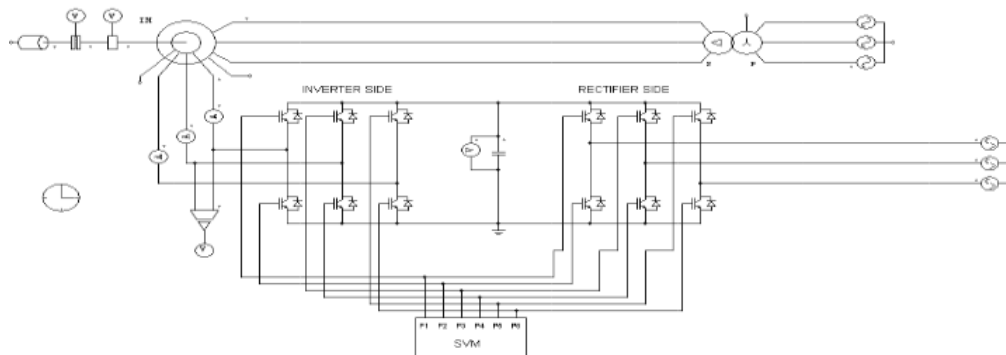 IM
INVERTER SIDE
RECTIFIER SIDE
P1 P2 P3 P4 P5 P6
SVM